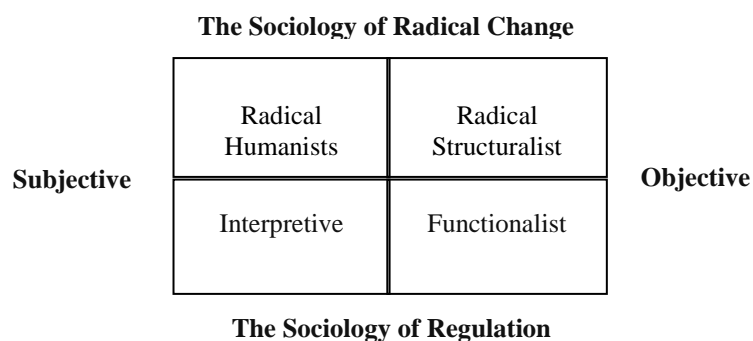 The Sociology of Radical Change
Radical
Humanists
Radical
Structuralist
Subjective
Objective
Interpretive
Functionalist
The Sociology of Regulation